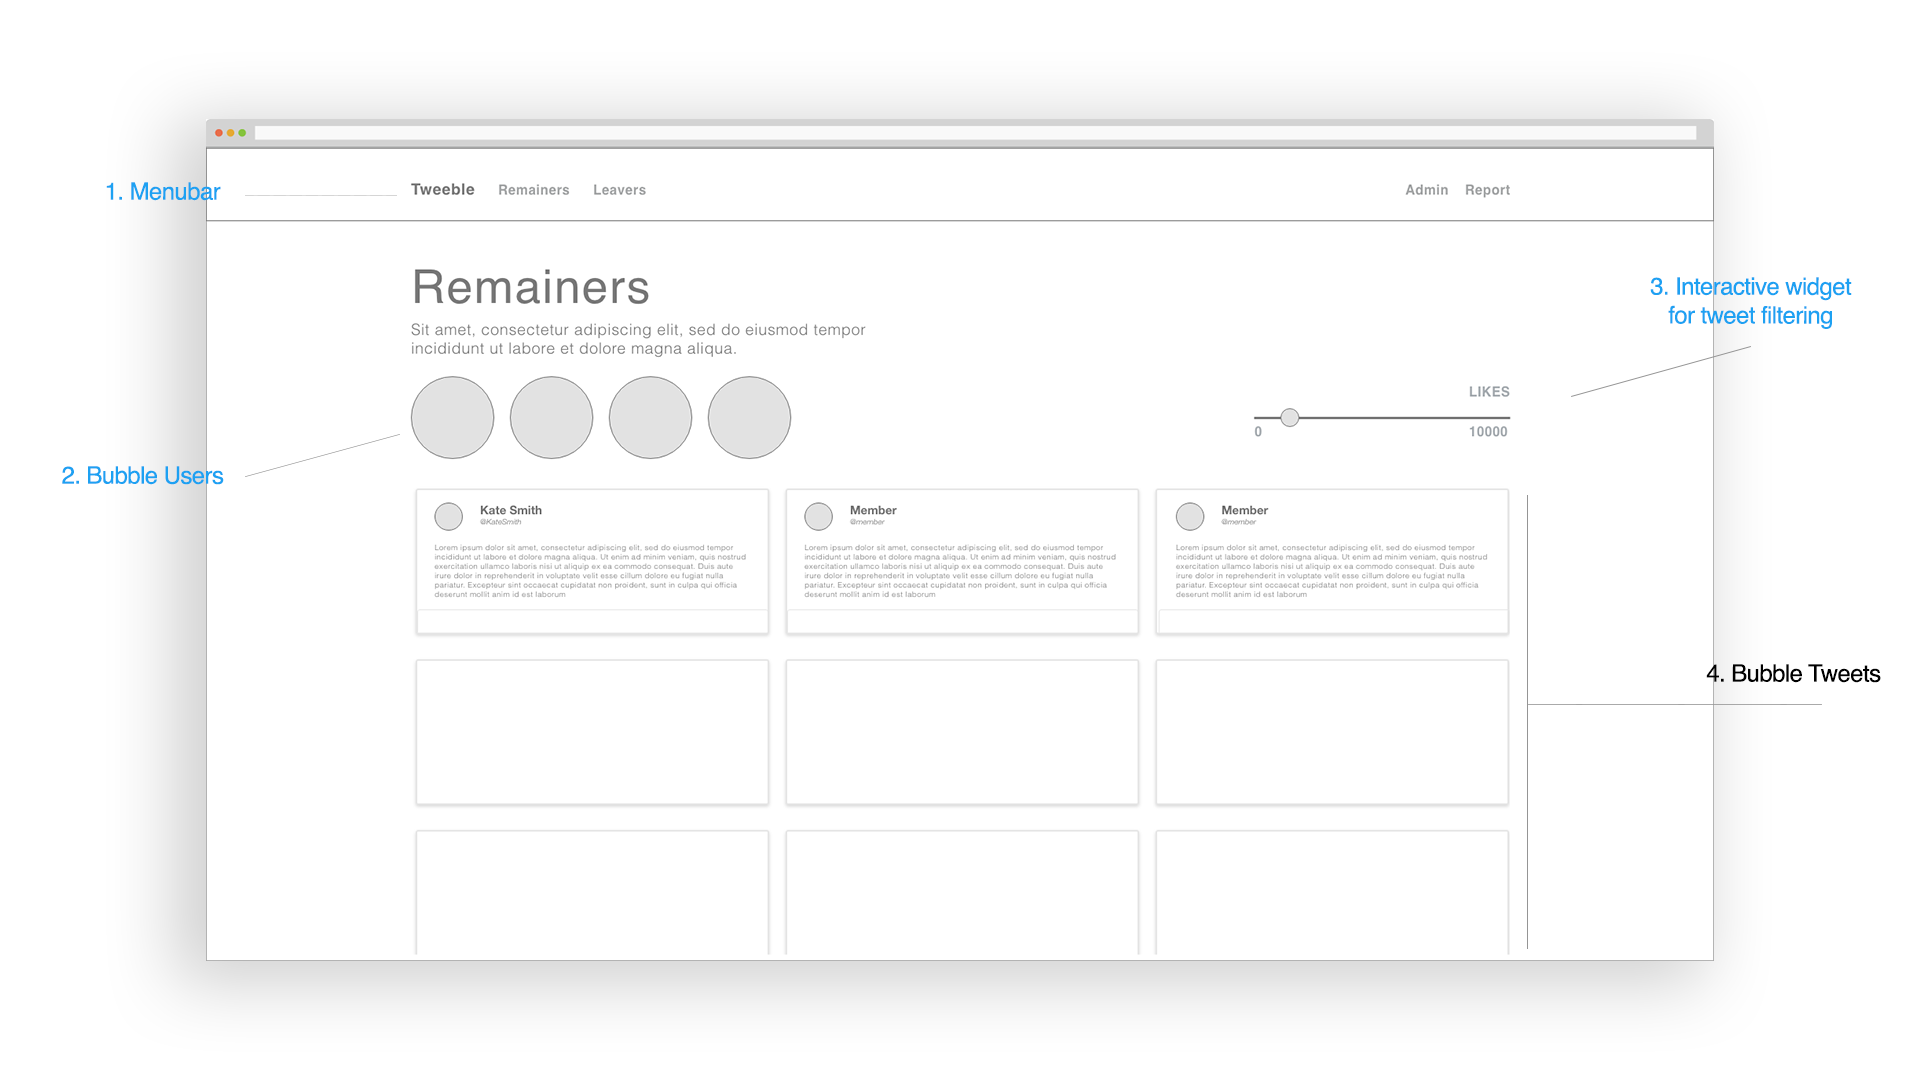 1. Menubar
Tweeble Remainers Leavers Admin Report
Remainers
Sit amet, consectetur adipiscing elit, sed do eiusmod tempor
incididunt ut labore et dolore magna aliqua.
3. Interactive widget
for tweet filtering
LIKES
0 10000
2. Bubble Users
Kate Smith
@KateSmith
Lorem ipsum dolor sit amet, consectetur adipiscing elit, sed do eiusmod tempor
incididunt ut labore et dolore magna aliqua. Ut enim ad minim veniam, quis nostrud
exercitation ullamco laboris nisi ut aliquip ex ea commodo consequat. Duis aute
irure dolor in reprehenderit in voluptate velit esse cillum dolore eu fugiat nulla
pariatur. Excepteur sint occaecat cupidatat non proident, sunt in culpa qui officia
deserunt mollit anim id est laborum
Member
@member
Lorem ipsum dolor sit amet, consectetur adipiscing elit, sed do eiusmod tempor
incididunt ut labore et dolore magna aliqua. Ut enim ad minim veniam, quis nostrud
exercitation ullamco laboris nisi ut aliquip ex ea commodo consequat. Duis aute
irure dolor in reprehenderit in voluptate velit esse cillum dolore eu fugiat nulla
pariatur. Excepteur sint occaecat cupidatat non proident, sunt in culpa qui officia
deserunt mollit anim id est laborum
Member
@member
Lorem ipsum dolor sit amet, consectetur adipiscing elit, sed do eiusmod tempor
incididunt ut labore et dolore magna aliqua. Ut enim ad minim veniam, quis nostrud
exercitation ullamco laboris nisi ut aliquip ex ea commodo consequat. Duis aute
irure dolor in reprehenderit in voluptate velit esse cillum dolore eu fugiat nulla
pariatur. Excepteur sint occaecat cupidatat non proident, sunt in culpa qui officia
deserunt mollit anim id est laborum
4. Bubble Tweets